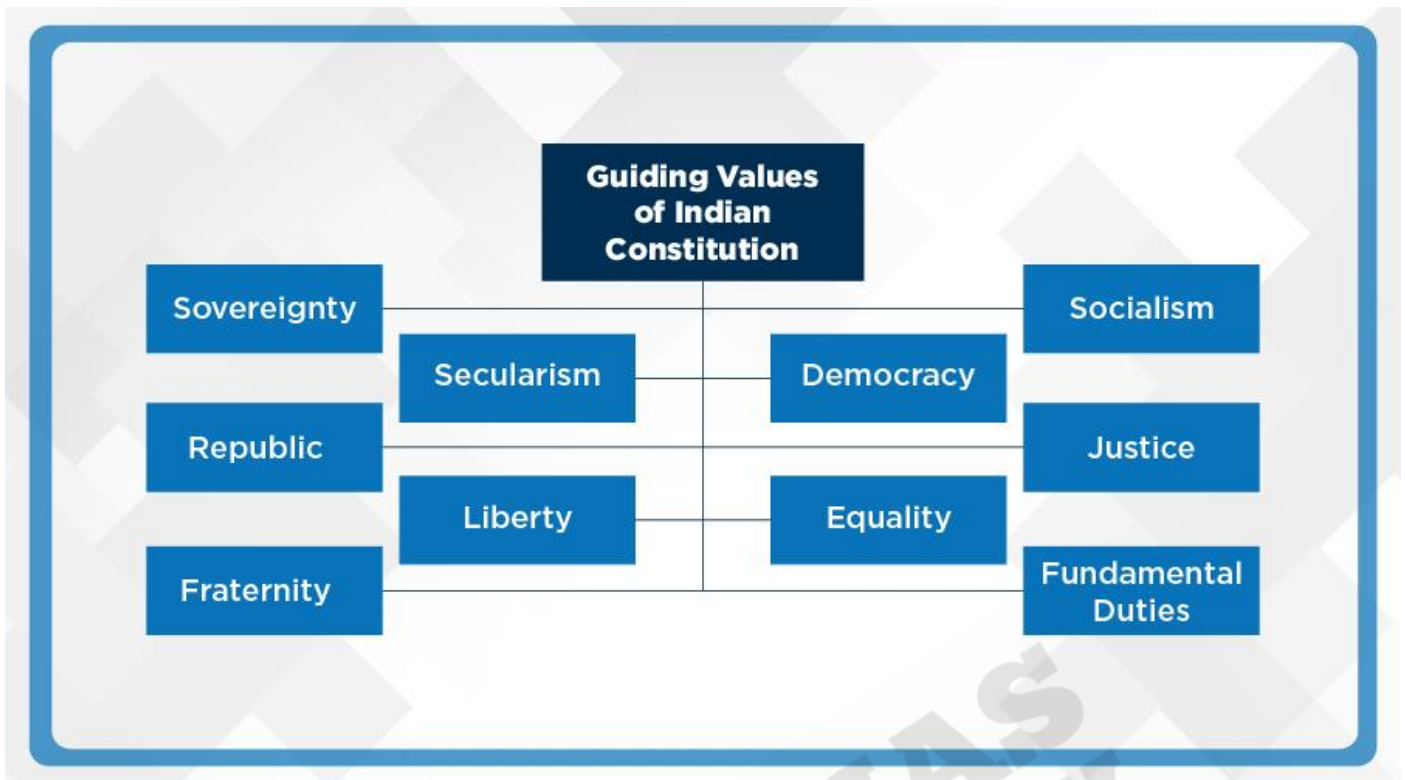 Guiding Values
of Indian
Constitution
Sovereignty
Socialism
Secularism
Democracy
Republic
Justice
Liberty
Equality
Fraternity
Fundamental
Duties